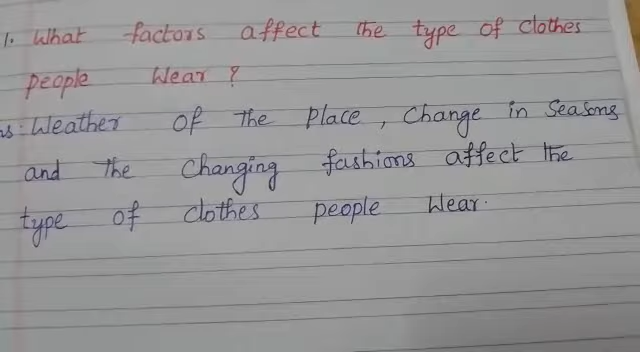 1. What factors affect the type of clothes
people Wear ?
Weather of the Place, Change in Seasons
and the Changing fashions affect the
type of clothes people Wear.